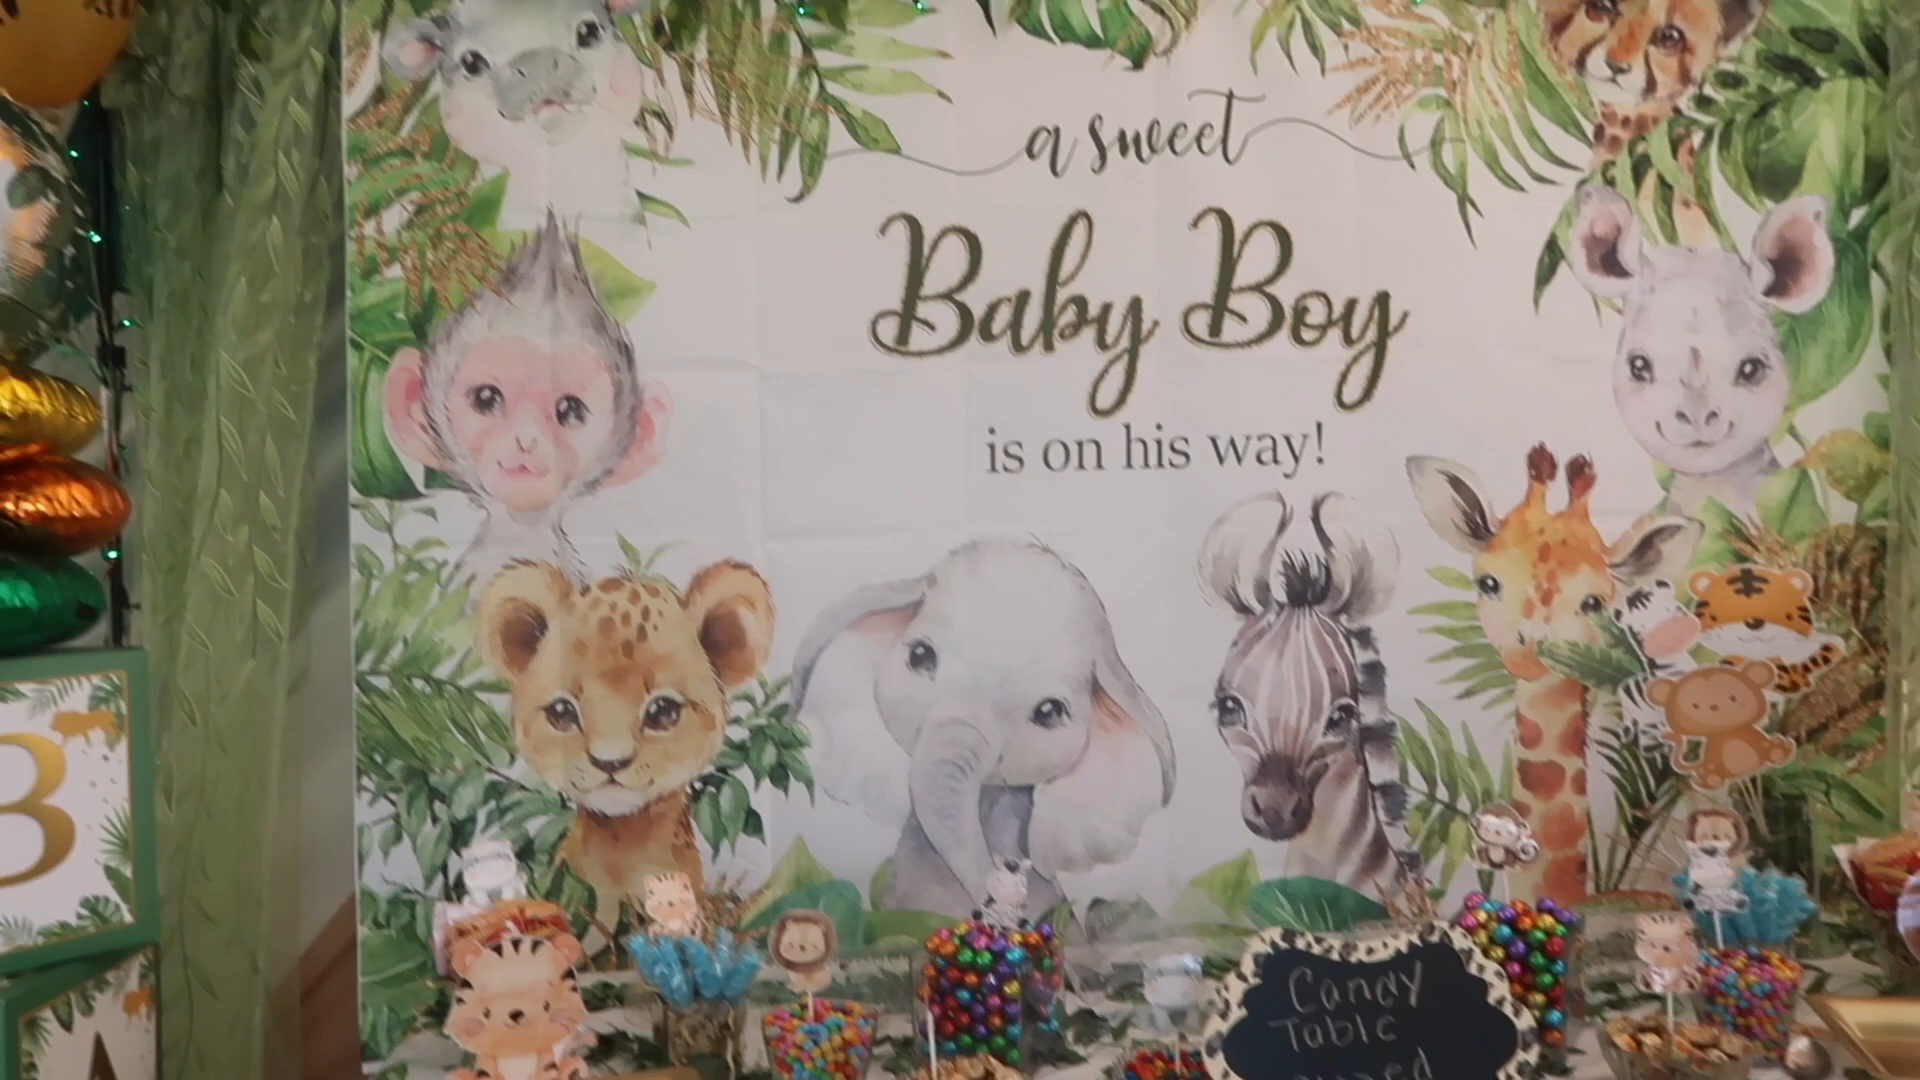 a sweet
Baby Boy
is on his way!
B
A
Candy
Table